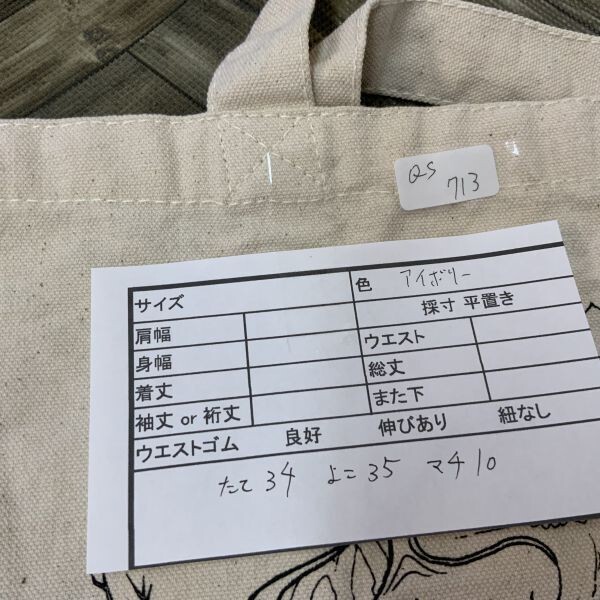 QS
713
サイズ 色 アイボリー
採寸 平置き
肩幅 ウエスト
身幅 総丈
着丈 また下
袖丈 or 裄丈
ウエストゴム 良好 伸びあり 紐なし
たて34 よこ35 マチ10